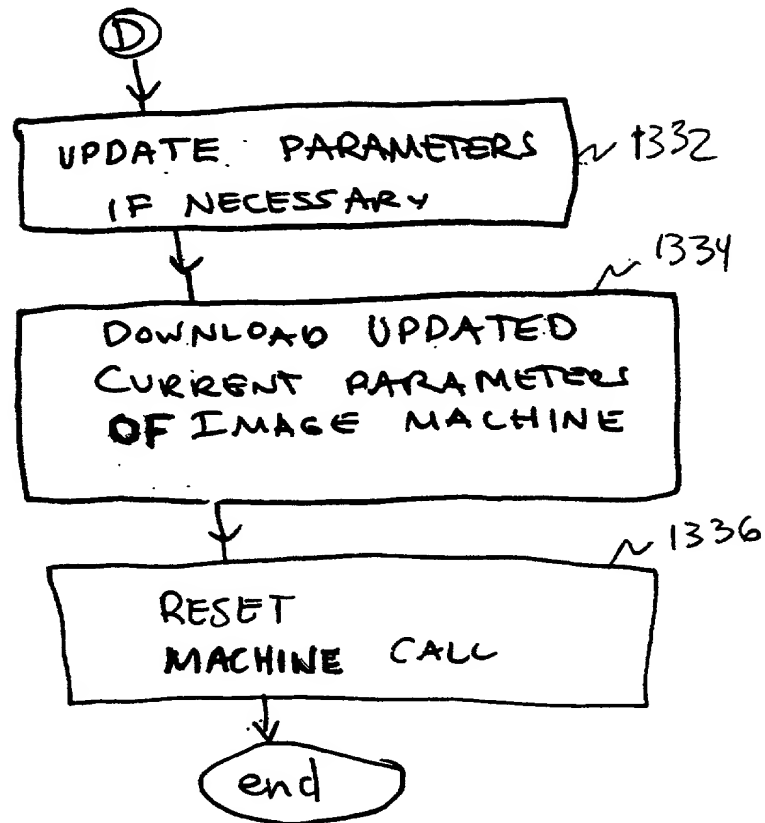 D
UPDATE PARAMETERS
1332
IF NECESSARY
1334
DOWNLOAD UPDATED
CURRENT PARAMETERS
OF IMAGE MACHINE
1336
RESET
MACHINE CALL
end